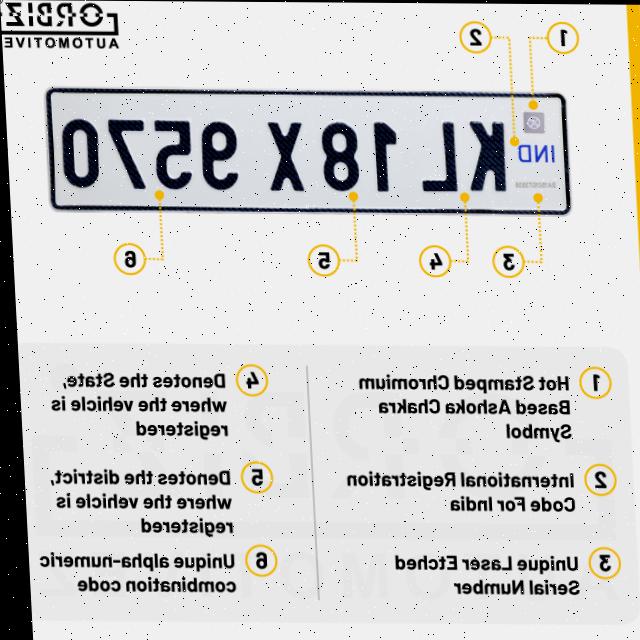 ORBIZ
AUTOMOTIVE
1
2
KL 18 X 9570
IND
3
4
5
6
1 Hot Stamped Chromium
Based Ashoka Chakra
Symbol
2 International Registration
Code For India
3 Unique Laser Etched
Serial Number
4 Denotes the State,
where the vehicle is
registered
5 Denotes the district,
where the vehicle is
registered
6 Unique alpha-numeric
combination code